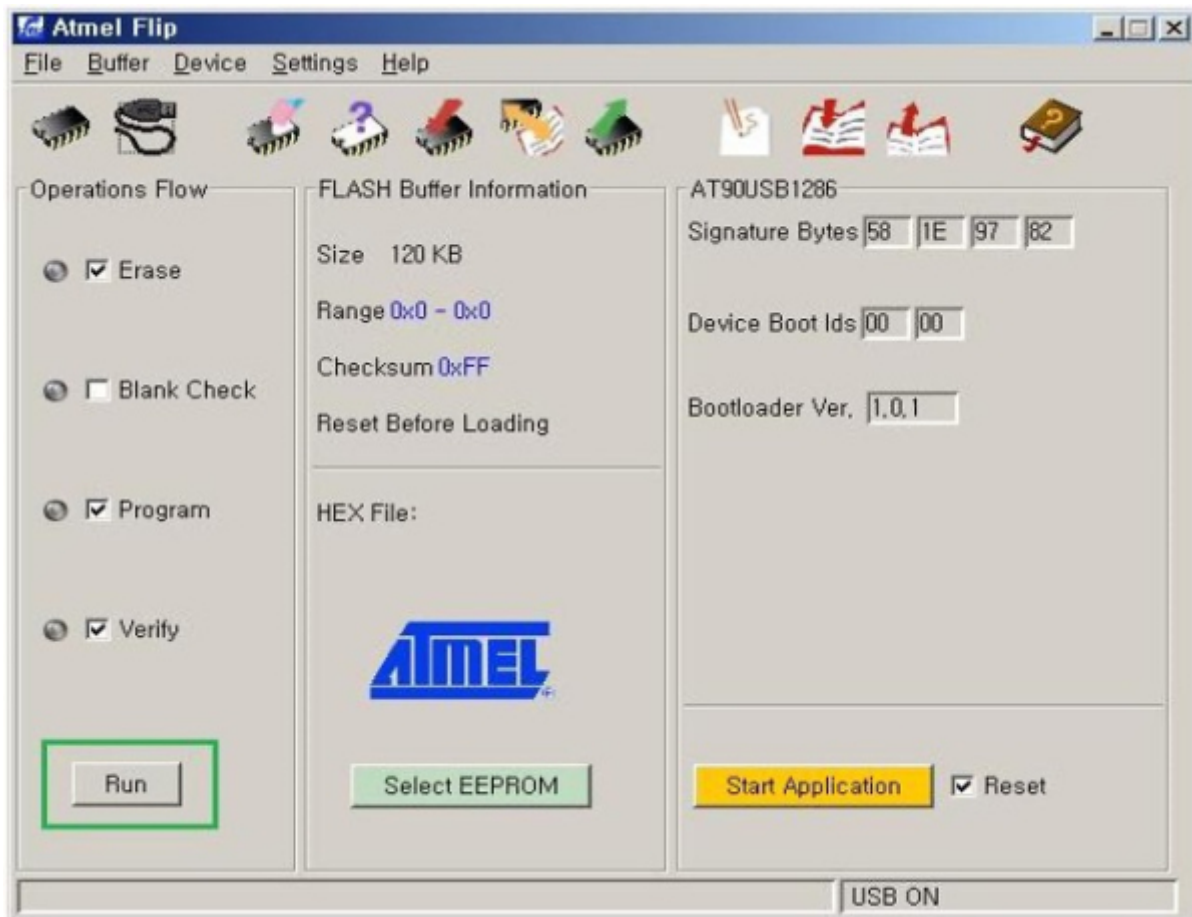 Atmel Flip
File Buffer Device Settings Help
Operations Flow
Erase
Blank Check
Program
Verify
Run
FLASH Buffer Information
Size 120 KB
Range 0x0 - 0x0
Checksum 0xFF
Reset Before Loading
HEX File:
ATMEL
Select EEPROM
AT90USB1286
Signature Bytes 58 1E 97 82
Device Boot Ids 00 00
Bootloader Ver. 1.0.1
Start Application Reset
USB ON